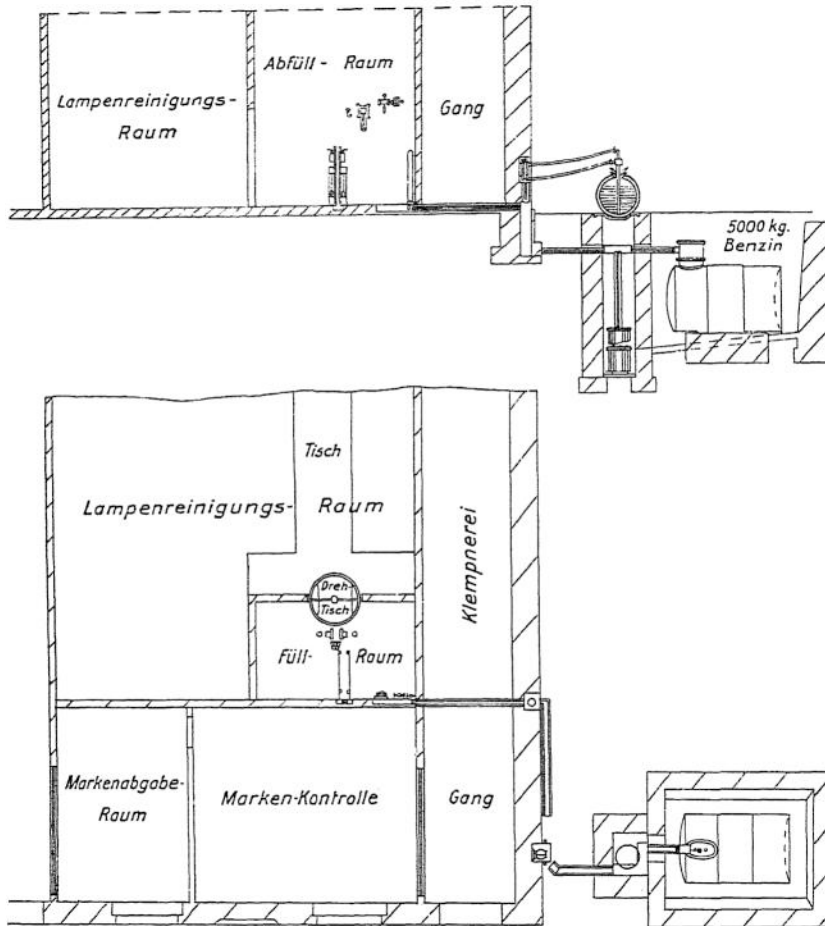 Abfüll - Raum
Lampenreinigungs-
Raum
Gang
5000 kg.
Benzin
Tisch
Lampenreinigungs- Raum
Klempnerei
Dreh-
Tisch
Füll- Raum
Markenabgabe-
Raum
Marken-Kontrolle
Gang